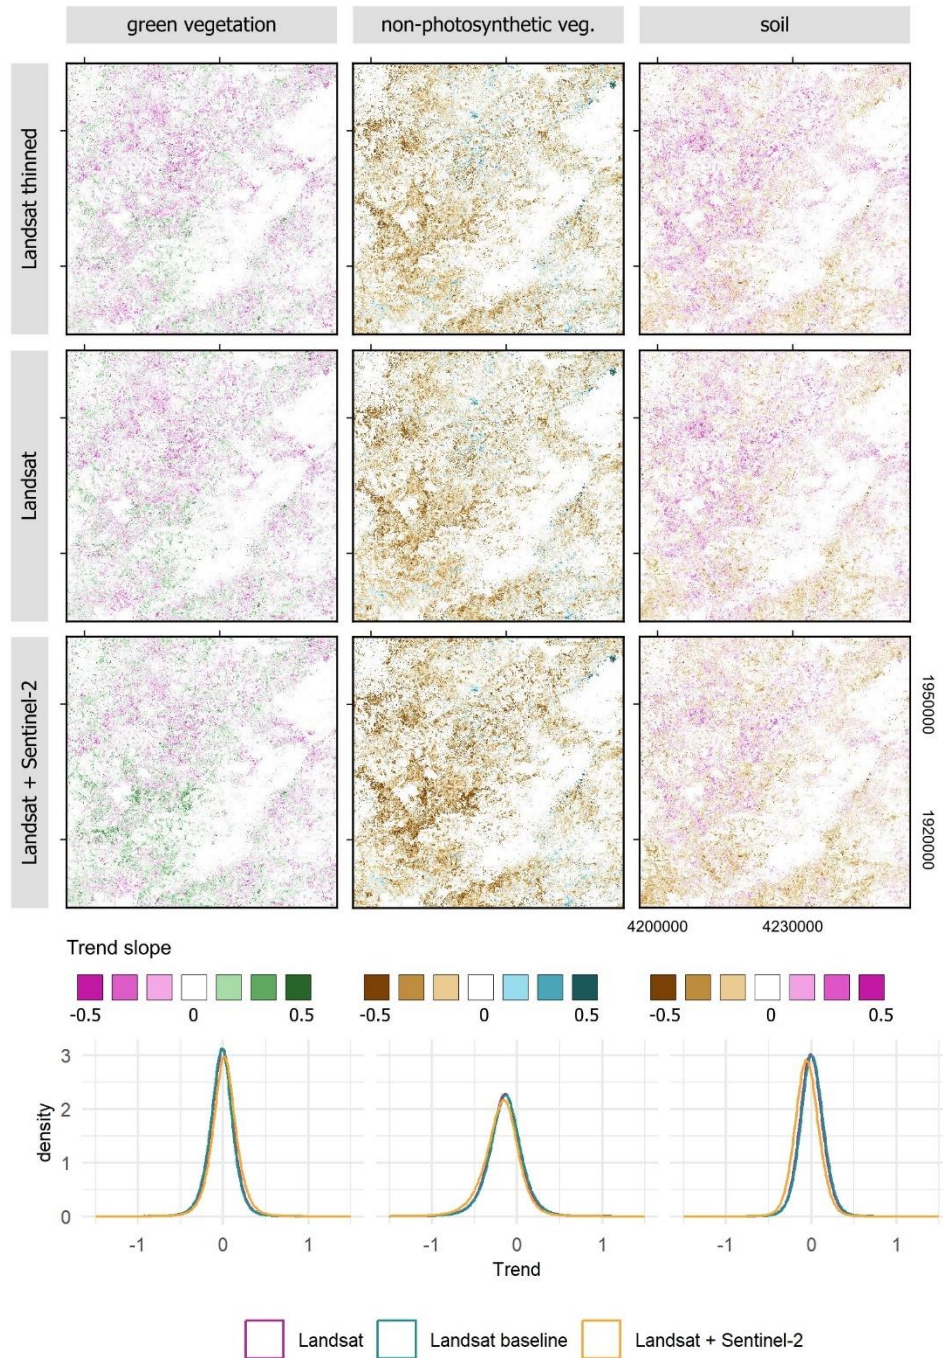 green vegetation
non-photosynthetic veg.
soil
Landsat thinned
Landsat
Landsat + Sentinel-2
1950000
1920000
4200000
4230000
Trend slope
-0.5 0 0.5
-0.5 0 0.5
-0.5 0 0.5
density
3
2
1
0
-1 0 1
-1 0 1
-1 0 1
Trend
Landsat
Landsat baseline
Landsat + Sentinel-2